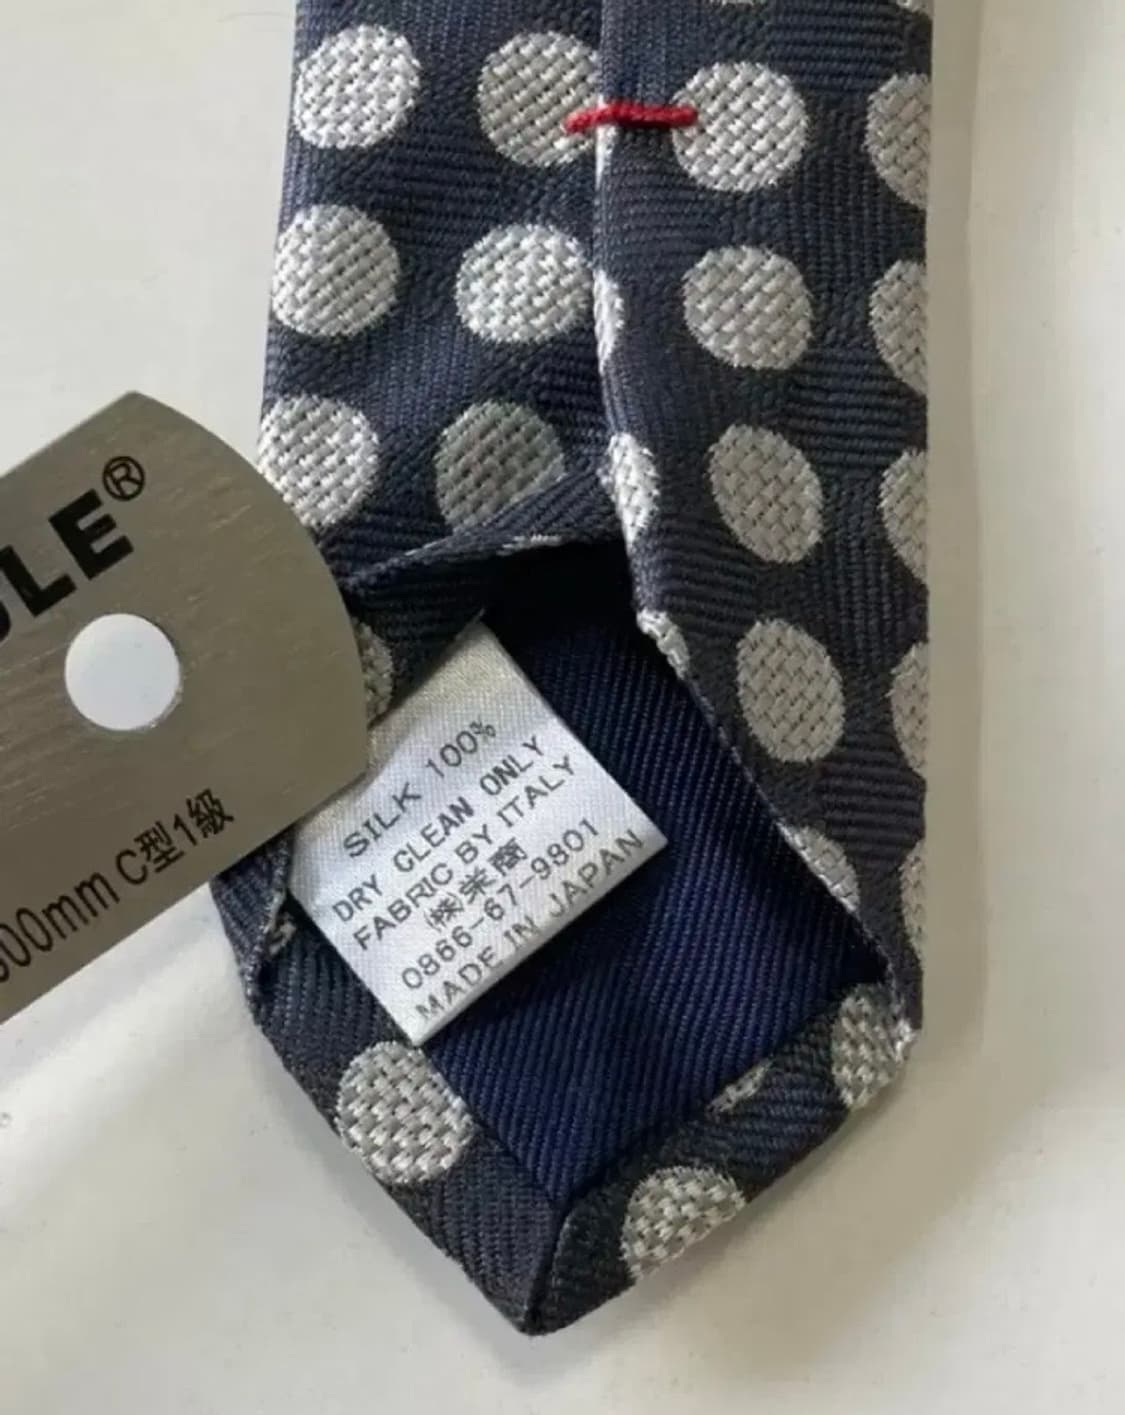 LE®
00mm C型1級
SILK 100%
DRY CLEAN ONLY
FABRIC BY ITALY
㈱栄商
0866-67-9801
MADE IN JAPAN